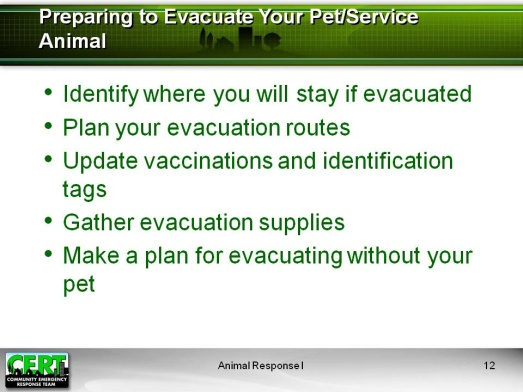 Preparing to Evacuate Your Pet/Service
Animal
• Identify where you will stay if evacuated
• Plan your evacuation routes
• Update vaccinations and identification
tags
• Gather evacuation supplies
• Make a plan for evacuating without your
pet
CERT
COMMUNITY EMERGENCY
RESPONSE TEAM
Animal Response I
12